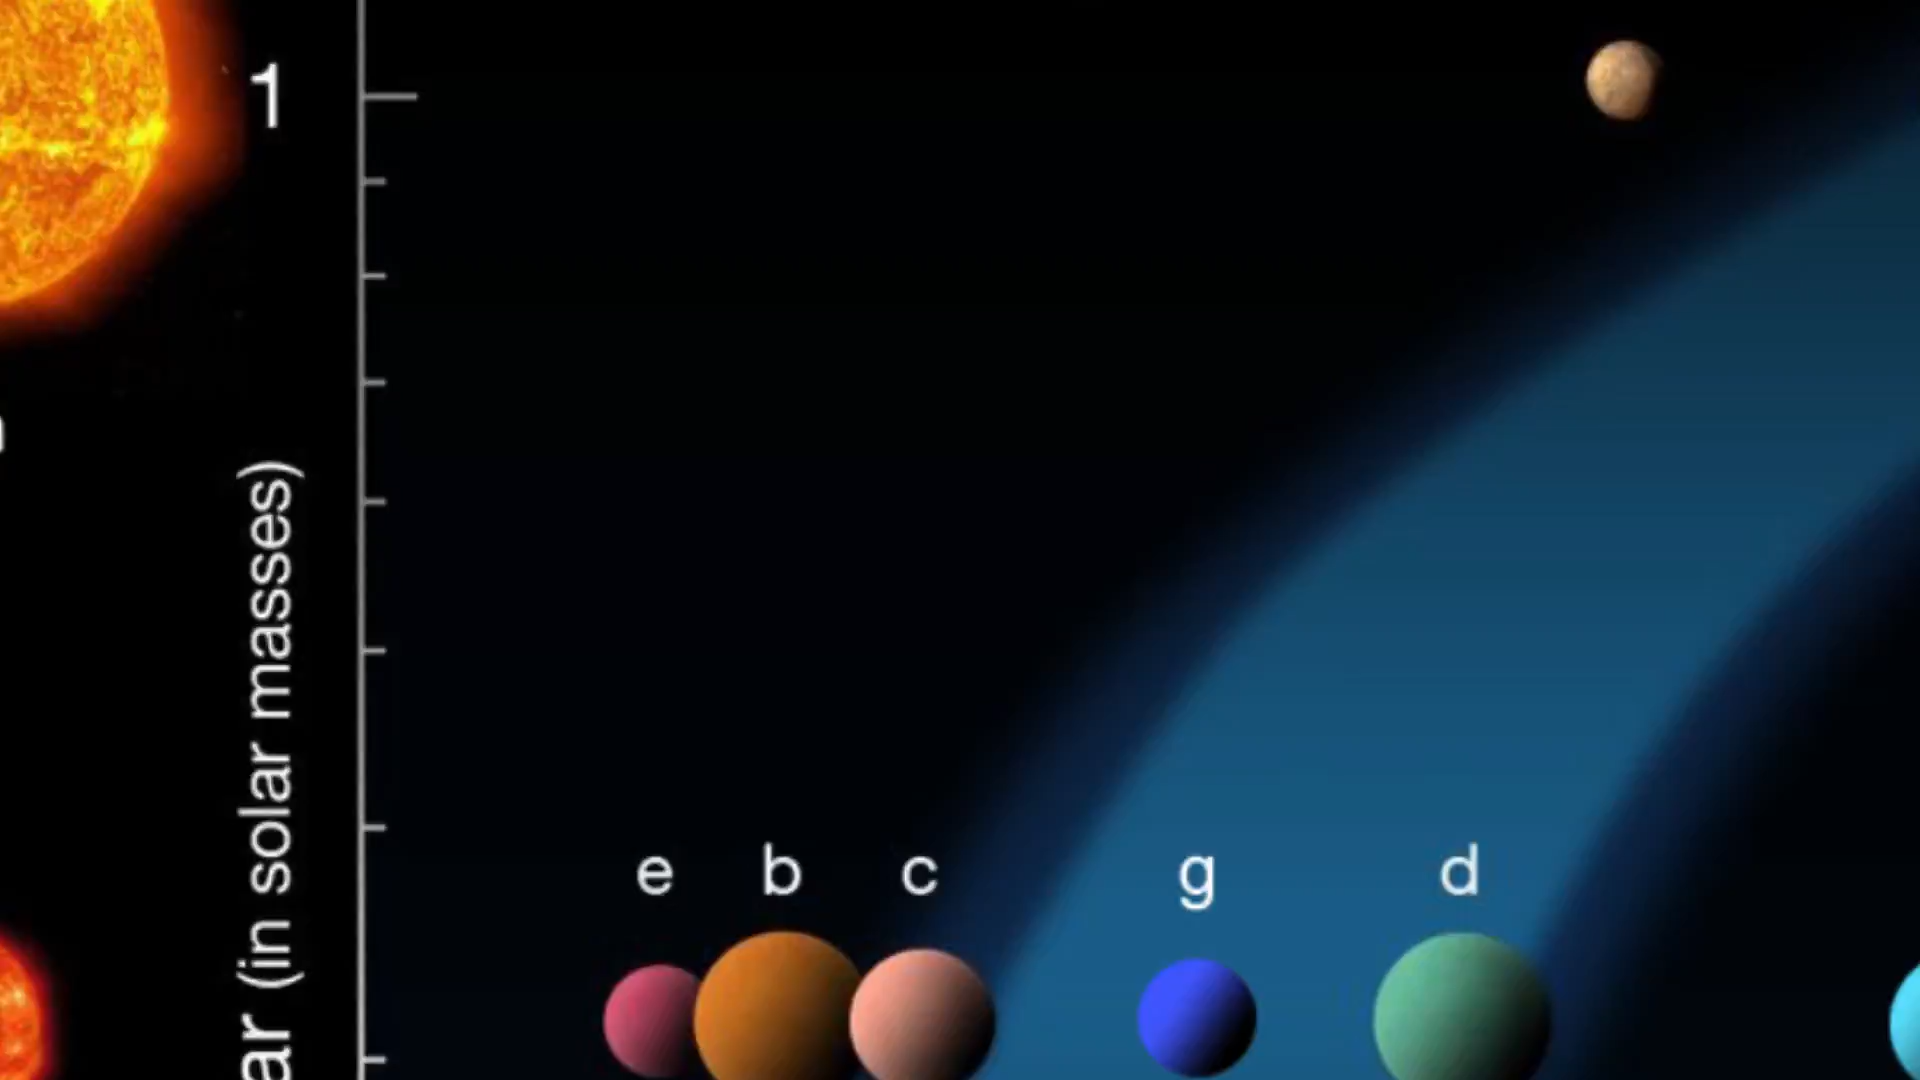 1
ar (in solar masses)
e b c g d